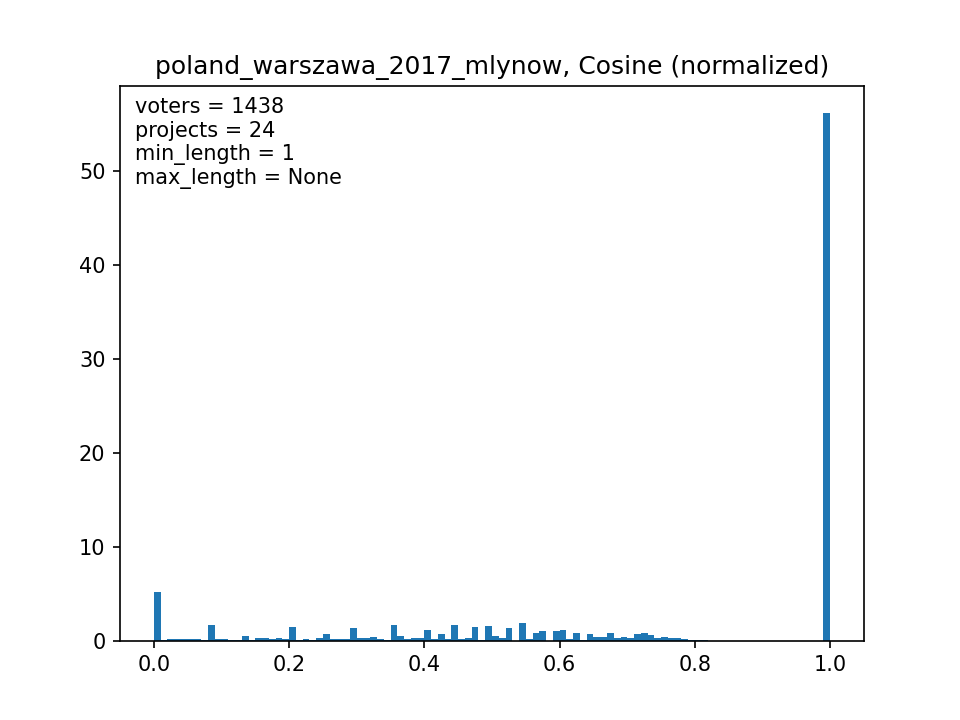 poland_warszawa_2017_mlynow, Cosine (normalized)
voters = 1438
projects = 24
min_length = 1
max_length = None
50
40
30
20
10
0
0.0 0.2 0.4 0.6 0.8 1.0